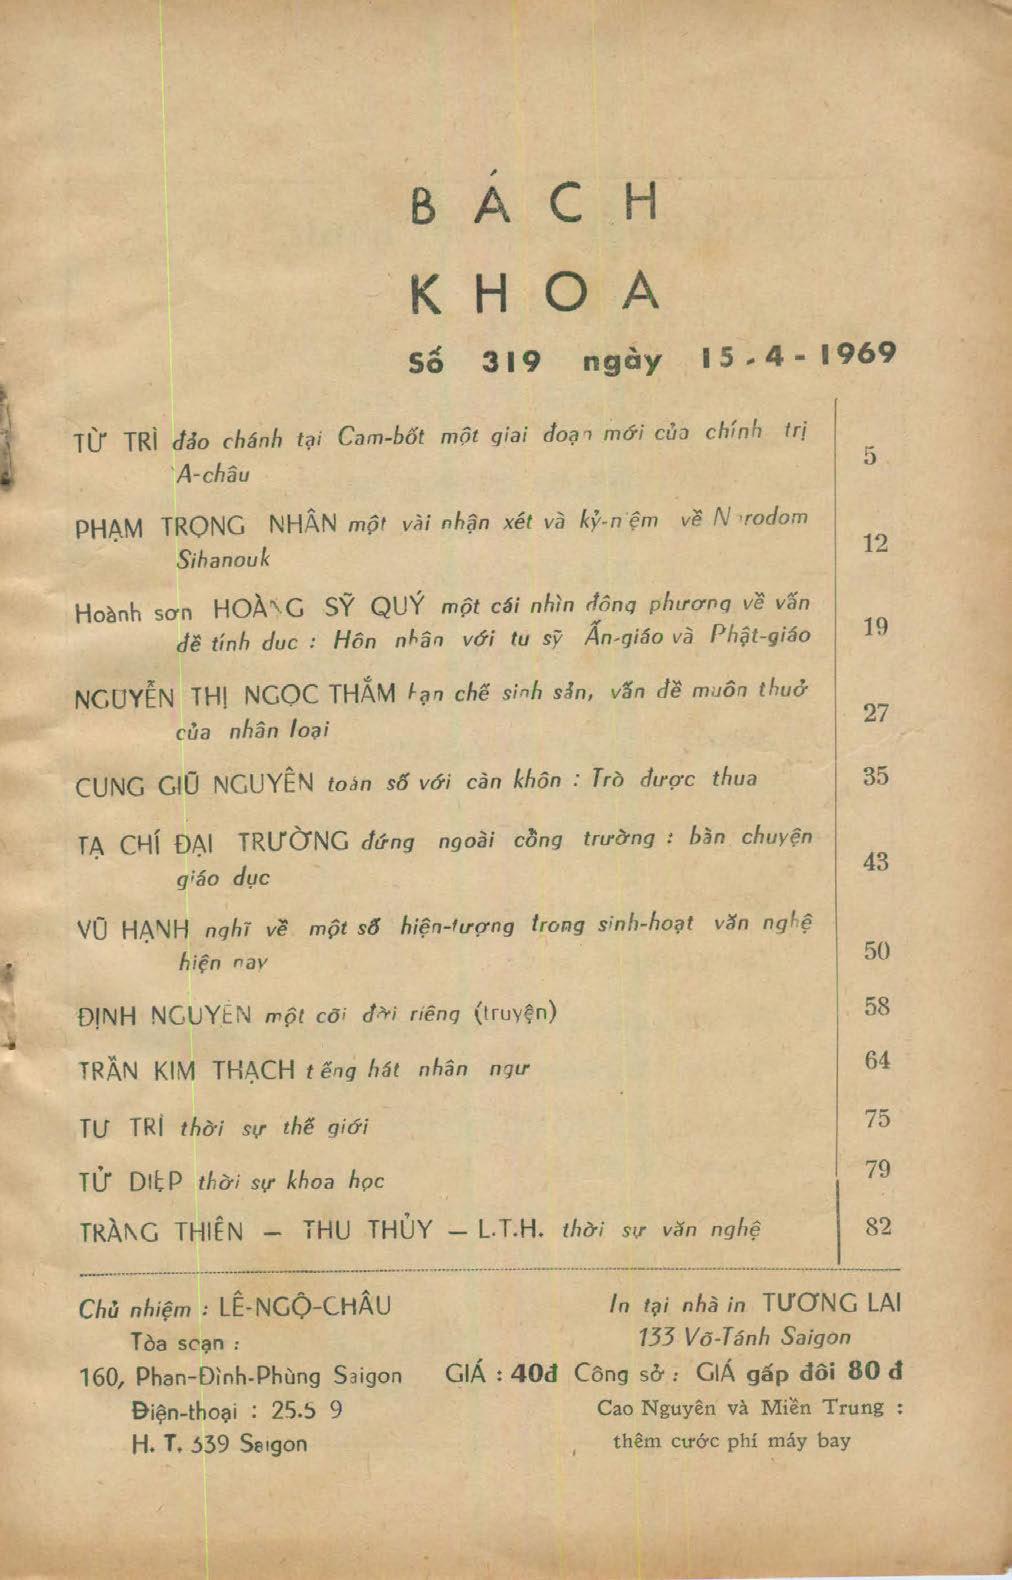 BÁCH
KHOA
Số 319 ngày 15.4-1969
TỪ TRÌ đảo chánh tại Cam-bốt một giai đoạn mới của chính trị
A-châu
5
PHẠM TRỌNG NHÂN một vài nhận xét và kỷ-niệm về Norodom
Sihanouk
12
Hoành sơn HOÀNG SỸ QUÝ một cái nhìn đông phương về vấn
đề tính dục : Hôn nhân với tu sỹ Ấn-giáo và Phật-giáo
19
NGUYỄN THỊ NGỌC THẮM hạn chế sinh sản, vấn đề muôn thuở
của nhân loại
27
CUNG GIŨ NGUYÊN toán số với càn khôn : Trò được thua
35
TẠ CHÍ ĐẠI TRƯỜNG đứng ngoài cồng trường : bàn chuyện
giáo dục
43
VŨ HẠNH nghĩ về một số hiện-tượng trong sinh-hoạt văn nghệ
hiện nay
50
ĐỊNH NGUYÊN một cõi đời riêng (truyện)
58
TRẦN KIM THẠCH tếng hát nhân ngư
64
TƯ TRÌ thời sự thế giới
75
TỬ DIỆP thời sự khoa học
79
TRÀNG THIÊN — THU THỦY — L.T.H. thời sự văn nghệ
82
Chủ nhiệm : LÊ-NGỘ-CHÂU
Tòa soạn :
160, Phan-Đình-Phùng Saigon
Điện-thoại : 25.5 9
H. T. 339 Saigon
In tại nhà in TƯƠNG LAI
133 Võ-Tánh Saigon
GIÁ : 40đ Công sở : GIÁ gấp đôi 80 đ
Cao Nguyên và Miền Trung :
thêm cước phí máy bay